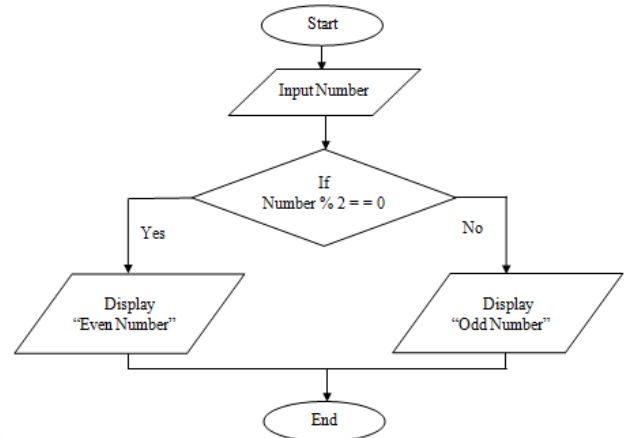 Start
Input Number
If
Number % 2 = = 0
Yes
No
Display
“Even Number”
Display
“Odd Number”
End